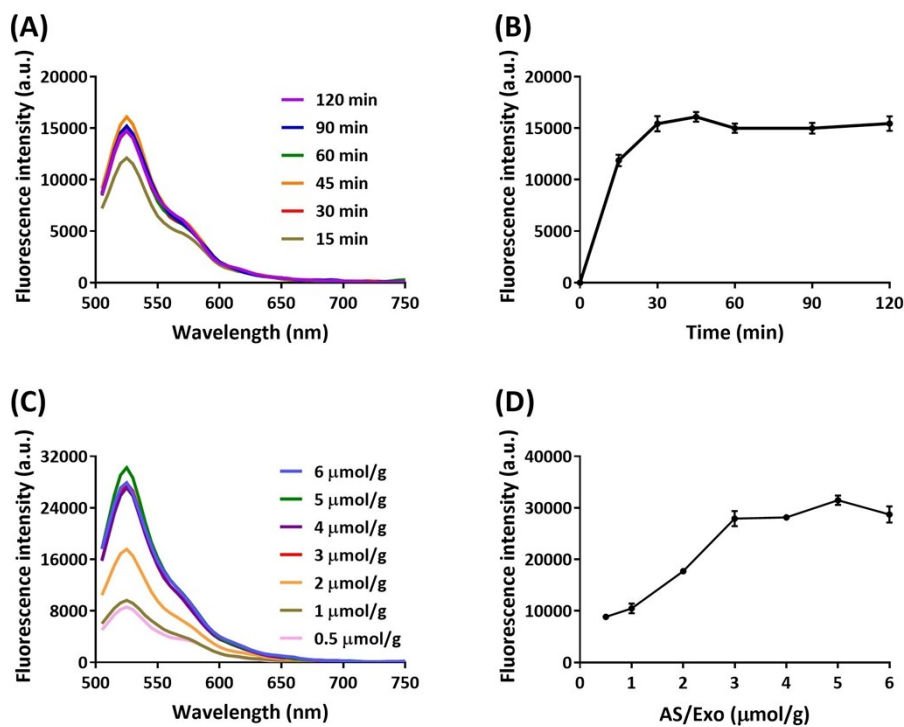 (A)
Fluorescence intensity (a.u.)
20000
15000
10000
5000
0
500 550 600 650 700 750
Wavelength (nm)
120 min
90 min
60 min
45 min
30 min
15 min
(B)
Fluorescence intensity (a.u.)
20000
15000
10000
5000
0
0 30 60 90 120
Time (min)
(C)
Fluorescence intensity (a.u.)
32000
24000
16000
8000
0
500 550 600 650 700 750
Wavelength (nm)
6 μmol/g
5 μmol/g
4 μmol/g
3 μmol/g
2 μmol/g
1 μmol/g
0.5 μmol/g
(D)
Fluorescence intensity (a.u.)
40000
30000
20000
10000
0
0 1 2 3 4 5 6
AS/Exo (μmol/g)